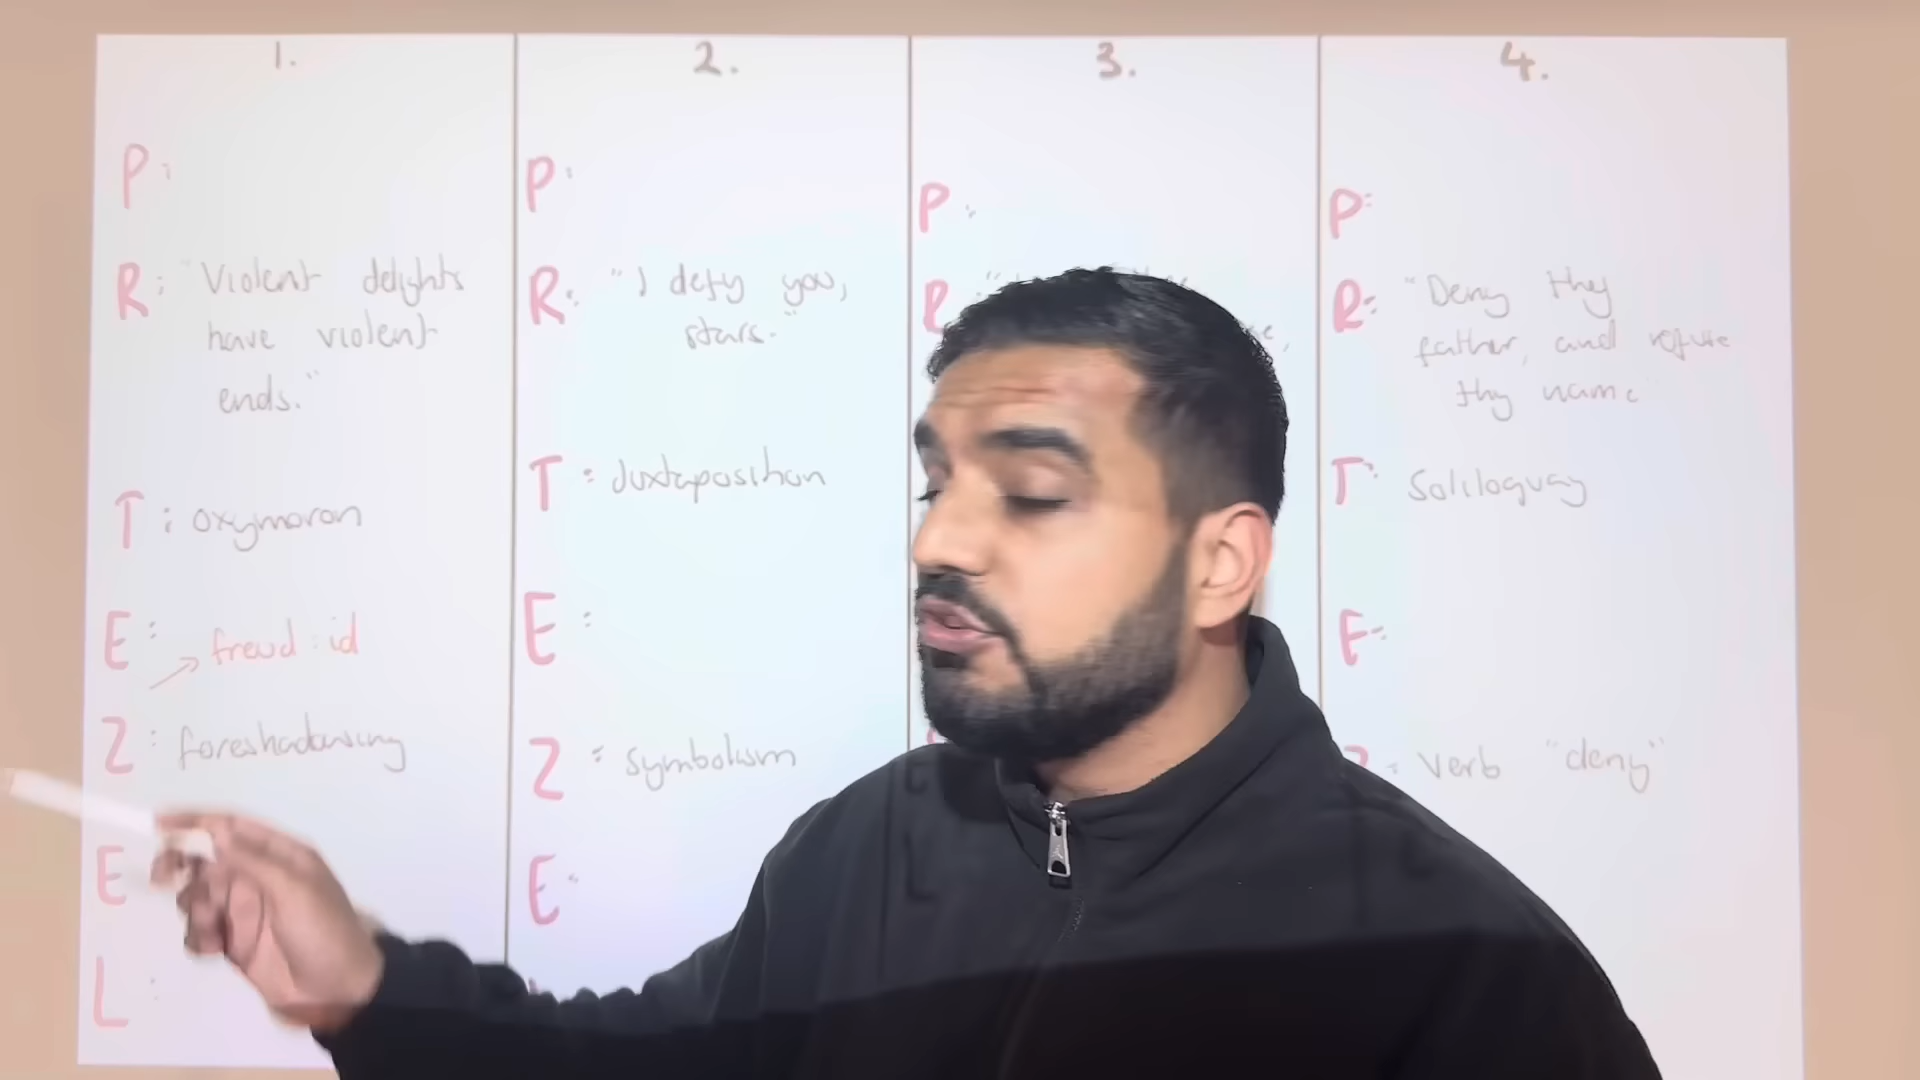 1.
P:
R: "Violent delights
have violent
ends."
T: oxymoron
E:
→ freud: id
Z: foreshadowing
E
L:
2.
P:
R: "I defy you,
stars."
T: Juxtaposition
E:
Z: symbolism
E:
3.
P:
R
4.
P:
R: "Deny thy
father, and refuse
thy name
T: Soliloquay
E:
verb "deny"